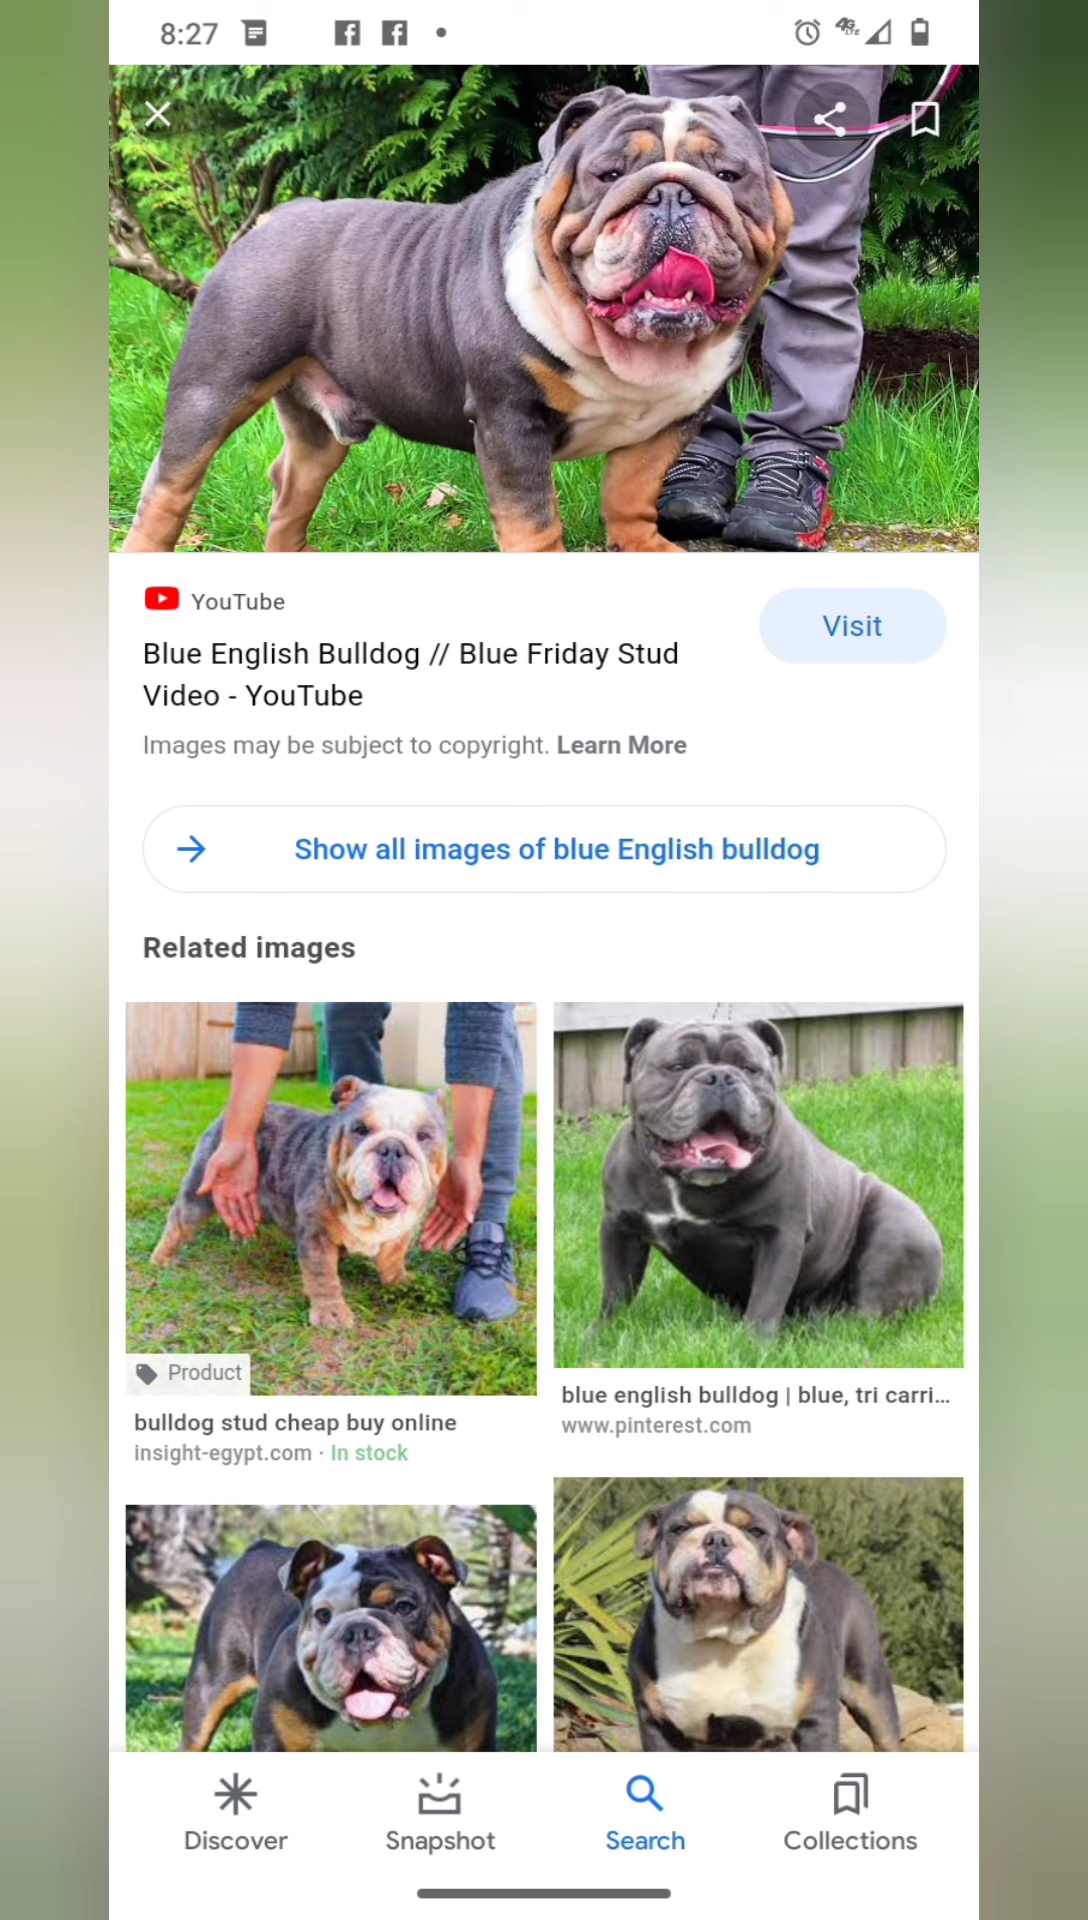 8:27
4G
LTE
YouTube
Visit
Blue English Bulldog // Blue Friday Stud
Video - YouTube
Images may be subject to copyright. Learn More
Show all images of blue English bulldog
Related images
Product
bulldog stud cheap buy online
insight-egypt.com · In stock
blue english bulldog | blue, tri carri...
www.pinterest.com
Discover
Snapshot
Search
Collections